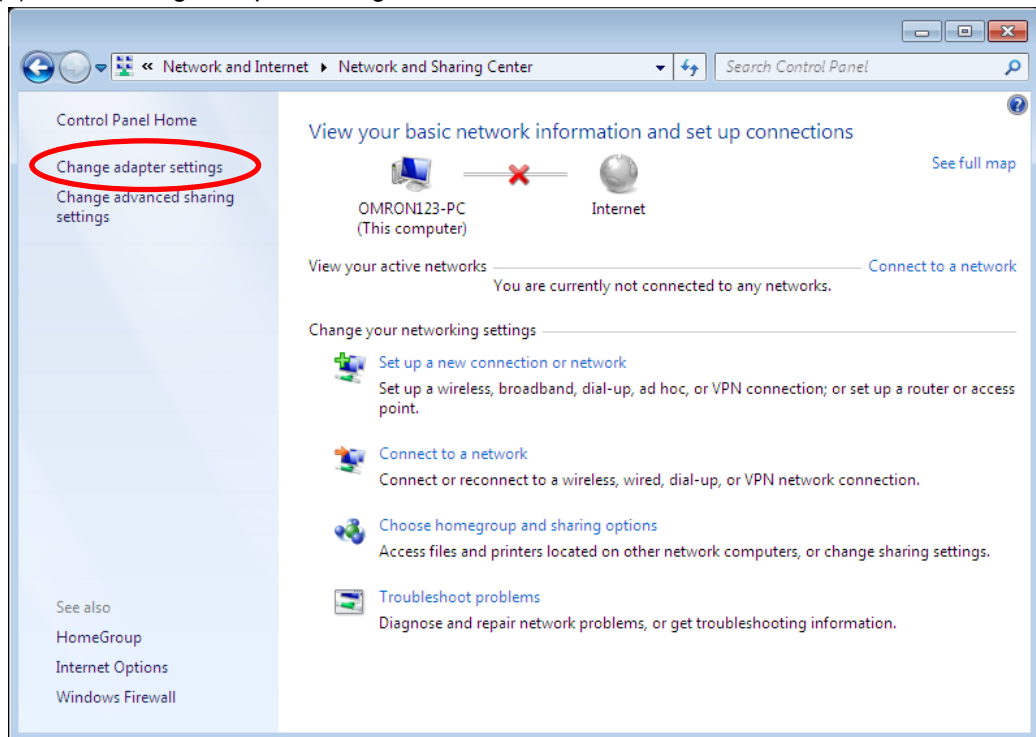 « Network and Internet ▸ Network and Sharing Center
Search Control Panel
Control Panel Home
Change adapter settings
Change advanced sharing
settings
See also
HomeGroup
Internet Options
Windows Firewall
View your basic network information and set up connections
See full map
OMRON123-PC
(This computer)
Internet
View your active networks
Connect to a network
You are currently not connected to any networks.
Change your networking settings
Set up a new connection or network
Set up a wireless, broadband, dial-up, ad hoc, or VPN connection; or set up a router or access
point.
Connect to a network
Connect or reconnect to a wireless, wired, dial-up, or VPN network connection.
Choose homegroup and sharing options
Access files and printers located on other network computers, or change sharing settings.
Troubleshoot problems
Diagnose and repair network problems, or get troubleshooting information.